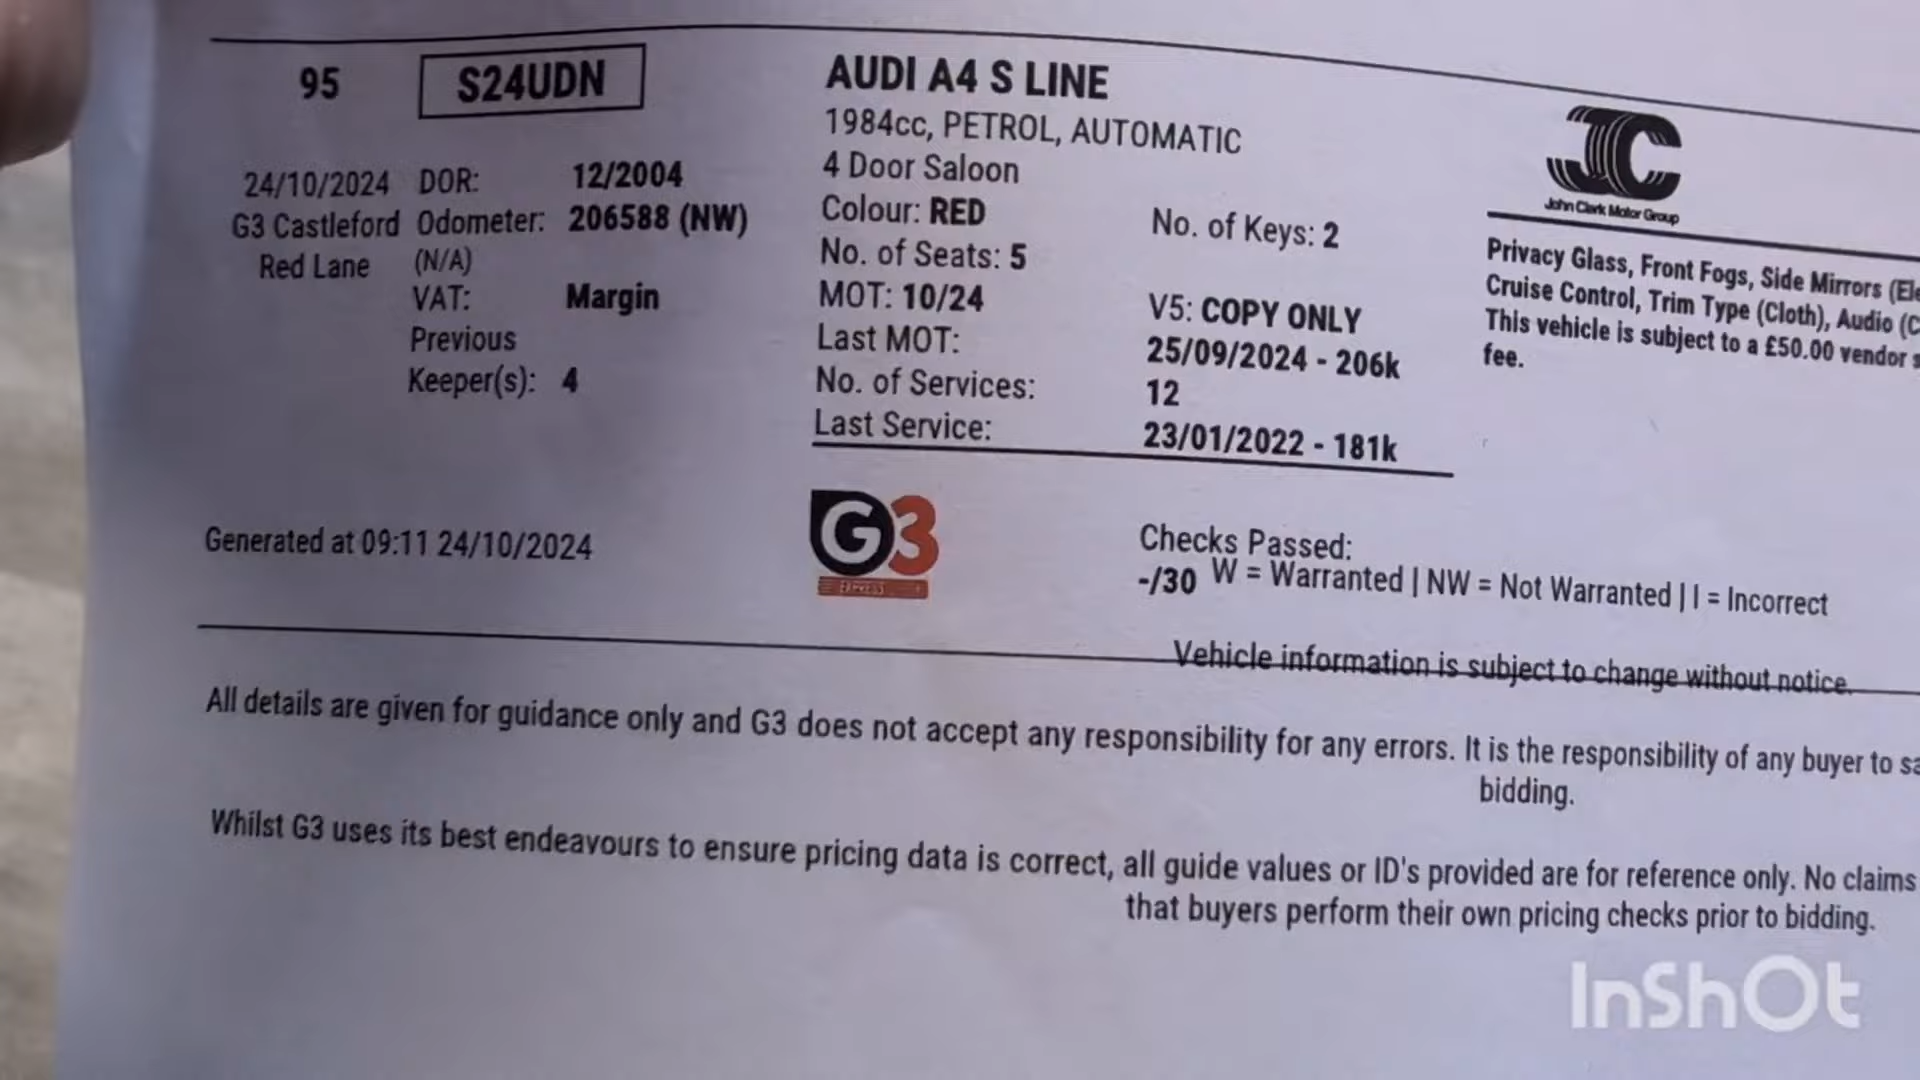 95
S24UDN
24/10/2024
G3 Castleford
Red Lane
DOR: 12/2004
Odometer: 206588 (NW)
(N/A)
VAT: Margin
Previous
Keeper(s): 4
AUDI A4 S LINE
1984cc, PETROL, AUTOMATIC
4 Door Saloon
Colour: RED
No. of Seats: 5
MOT: 10/24
Last MOT:
No. of Services:
Last Service:
No. of Keys: 2
V5: COPY ONLY
25/09/2024 - 206k
12
23/01/2022 - 181k
JC
John Clark Motor Group
Privacy Glass, Front Fogs, Side Mirrors (Ele
Cruise Control, Trim Type (Cloth), Audio (C
This vehicle is subject to a £50.00 vendor s
fee.
Generated at 09:11 24/10/2024
G3
EXPRESS
Checks Passed:
-/30
W = Warranted | NW = Not Warranted | I = Incorrect
Vehicle information is subject to change without notice.
All details are given for guidance only and G3 does not accept any responsibility for any errors. It is the responsibility of any buyer to sa
bidding.
Whilst G3 uses its best endeavours to ensure pricing data is correct, all guide values or ID's provided are for reference only. No claims
that buyers perform their own pricing checks prior to bidding.
InShOt